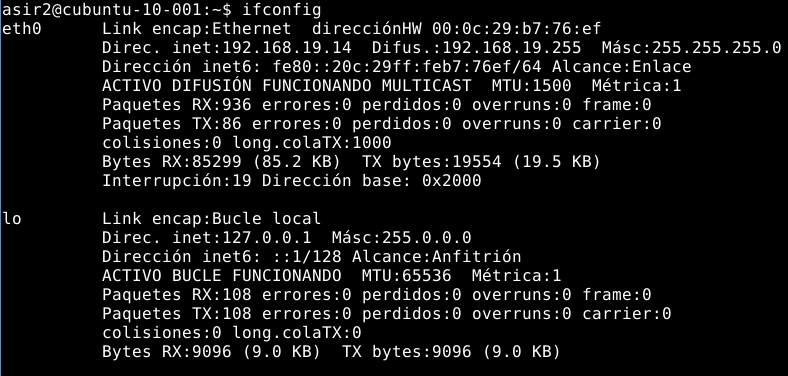 asir2@cubuntu-10-001:~$ ifconfig
eth0      Link encap:Ethernet  direcciónHW 00:0c:29:b7:76:ef
          Direc. inet:192.168.19.14  Difus.:192.168.19.255  Másc:255.255.255.0
          Dirección inet6: fe80::20c:29ff:feb7:76ef/64 Alcance:Enlace
          ACTIVO DIFUSIÓN FUNCIONANDO MULTICAST  MTU:1500  Métrica:1
          Paquetes RX:936 errores:0 perdidos:0 overruns:0 frame:0
          Paquetes TX:86 errores:0 perdidos:0 overruns:0 carrier:0
          colisiones:0 long.colaTX:1000
          Bytes RX:85299 (85.2 KB)  TX bytes:19554 (19.5 KB)
          Interrupción:19 Dirección base: 0x2000

lo        Link encap:Bucle local
          Direc. inet:127.0.0.1  Másc:255.0.0.0
          Dirección inet6: ::1/128 Alcance:Anfitrión
          ACTIVO BUCLE FUNCIONANDO  MTU:65536  Métrica:1
          Paquetes RX:108 errores:0 perdidos:0 overruns:0 frame:0
          Paquetes TX:108 errores:0 perdidos:0 overruns:0 carrier:0
          colisiones:0 long.colaTX:0
          Bytes RX:9096 (9.0 KB)  TX bytes:9096 (9.0 KB)